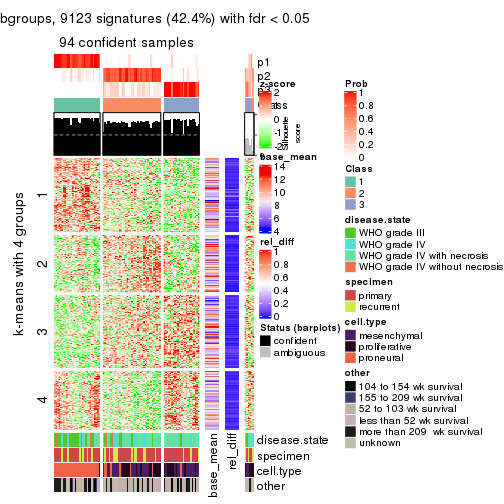 bgroups, 9123 signatures (42.4%) with fdr < 0.05
94 confident samples
p1
p2
p3
z-score
2
1
0
-1
-2
Silhouette
score
k-means with 4 groups
1
2
3
4
base_mean
14
12
10
8
6
4
rel_diff
1
0.8
0.6
0.4
0.2
0
Status (barplots)
confident
ambiguous
disease.state
specimen
cell.type
other
base_mean
rel_diff
Prob
1
0.8
0.6
0.4
0.2
0
Class
1
2
3
disease.state
WHO grade III
WHO grade IV
WHO grade IV with necrosis
WHO grade IV without necrosis
specimen
primary
recurrent
cell.type
mesenchymal
proliferative
proneural
other
104 to 154 wk survival
155 to 209 wk survival
52 to 103 wk survival
less than 52 wk survival
more than 209 wk survival
unknown